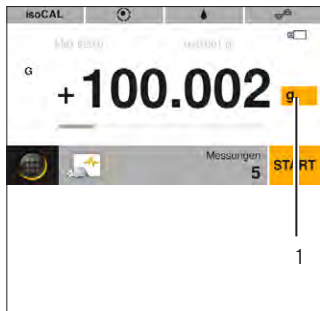 isoCAL
G
+ 100.002 g
Messungen
5
START
1